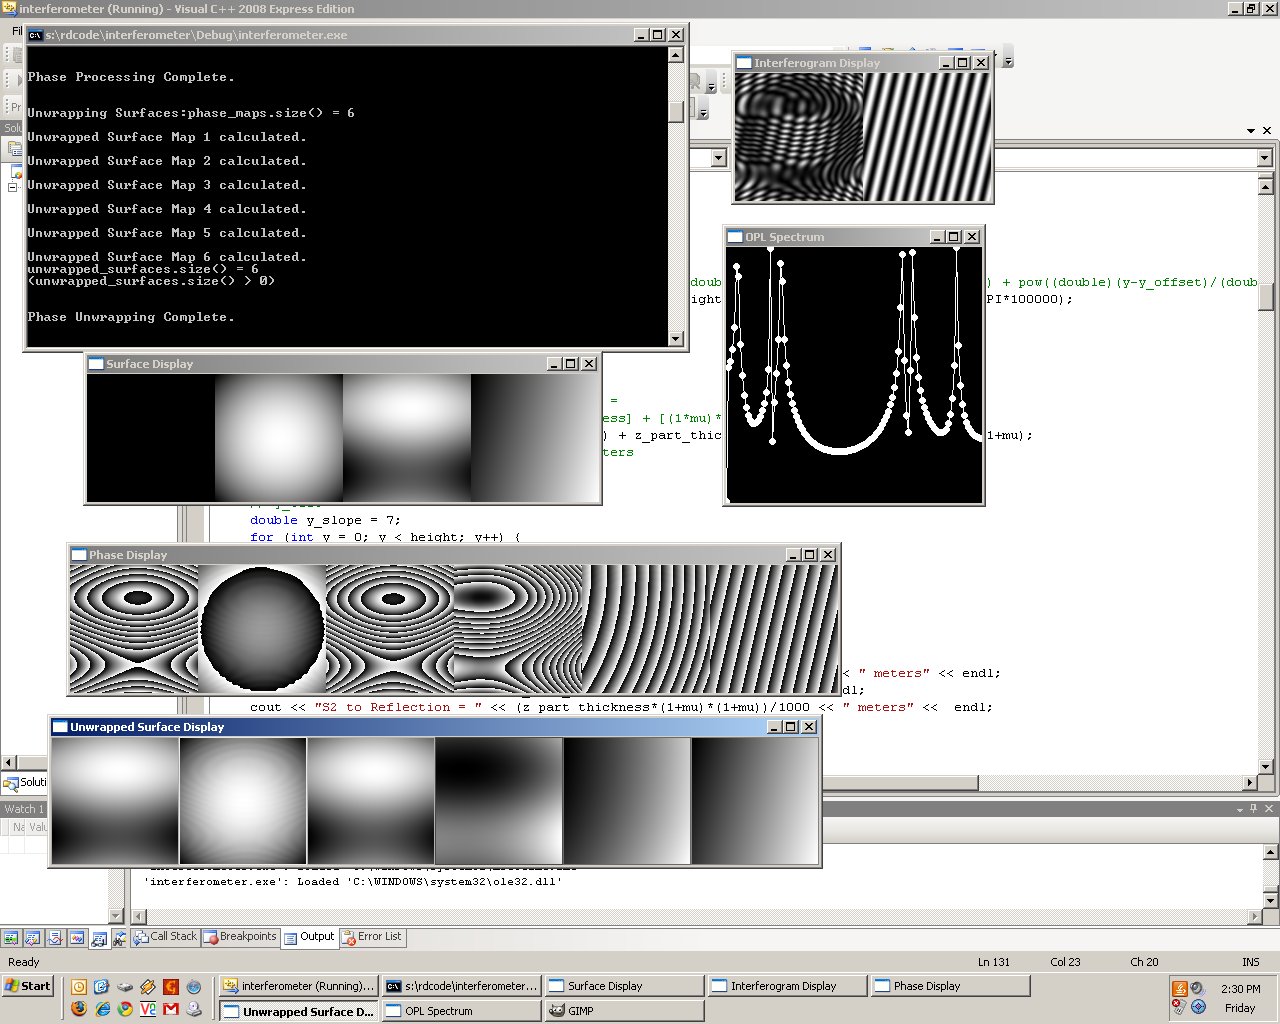 interferometer (Running) - Visual C++ 2008 Express Edition
s:\rdcode\interferometer\Debug\interferometer.exe
Phase Processing Complete.
Unwrapping Surfaces:phase_maps.size() = 6
Unwrapped Surface Map 1 calculated.
Unwrapped Surface Map 2 calculated.
Unwrapped Surface Map 3 calculated.
Unwrapped Surface Map 4 calculated.
Unwrapped Surface Map 5 calculated.
Unwrapped Surface Map 6 calculated.
unwrapped_surfaces.size() = 6
(unwrapped_surfaces.size() > 0)
Phase Unwrapping Complete.
Interferogram Display
OPL Spectrum
) + pow((double)(y-y_offset)/(doub
PI*100000);
=
ess] + [(1*mu)*
) + z_part_thic
1+mu);
ters
Surface Display
double y_slope = 7;
for (int y = 0; y < height; y++) {
Phase Display
< " meters" << endl;
dl;
cout << "S2 to Reflection = " << (z_part_thickness*(1+mu)*(1+mu))/1000 << " meters" << endl;
Unwrapped Surface Display
Soluti
Watch 1
Na
Valu
'interferometer.exe': Loaded 'C:\WINDOWS\system32\ole32.dll'
Call Stack
Breakpoints
Output
Error List
Ready
Ln 131
Col 23
Ch 20
INS
Start
interferometer (Running)...
s:\rdcode\interferometer...
Surface Display
Interferogram Display
Phase Display
2:30 PM
Unwrapped Surface D...
OPL Spectrum
GIMP
Friday